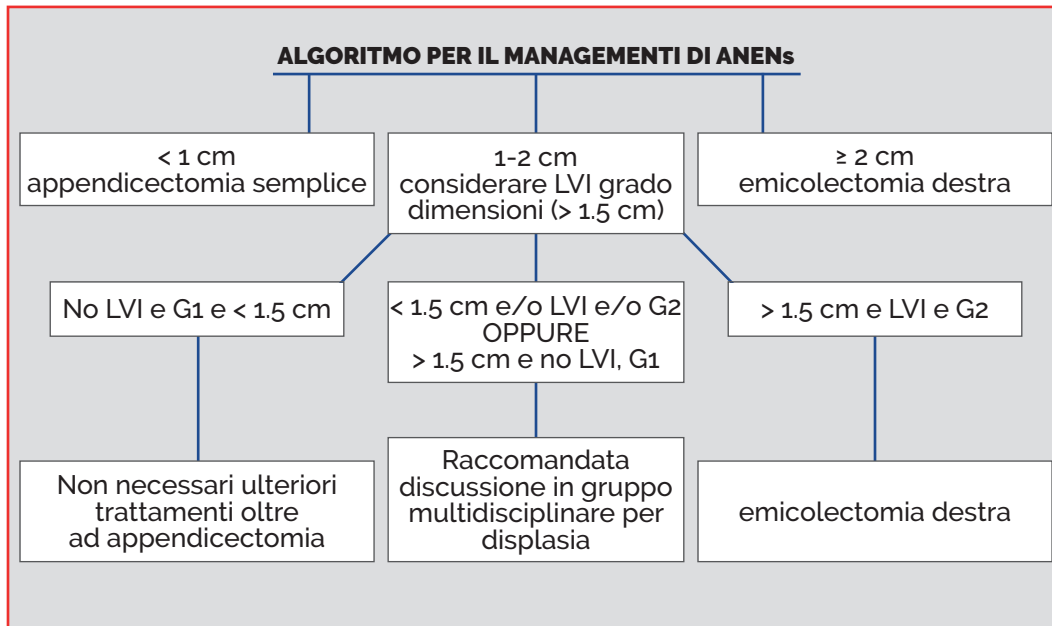 ALGORITMO PER IL MANAGEMENTI DI ANENs
< 1 cm
appendicectomia semplice
1-2 cm
considerare LVI grado
dimensioni (> 1.5 cm)
≥ 2 cm
emicolectomia destra
No LVI e G1 e < 1.5 cm
< 1.5 cm e/o LVI e/o G2
OPPURE
> 1.5 cm e no LVI, G1
> 1.5 cm e LVI e G2
Non necessari ulteriori
trattamenti oltre
ad appendicectomia
Raccomandata
discussione in gruppo
multidisciplinare per
displasia
emicolectomia destra